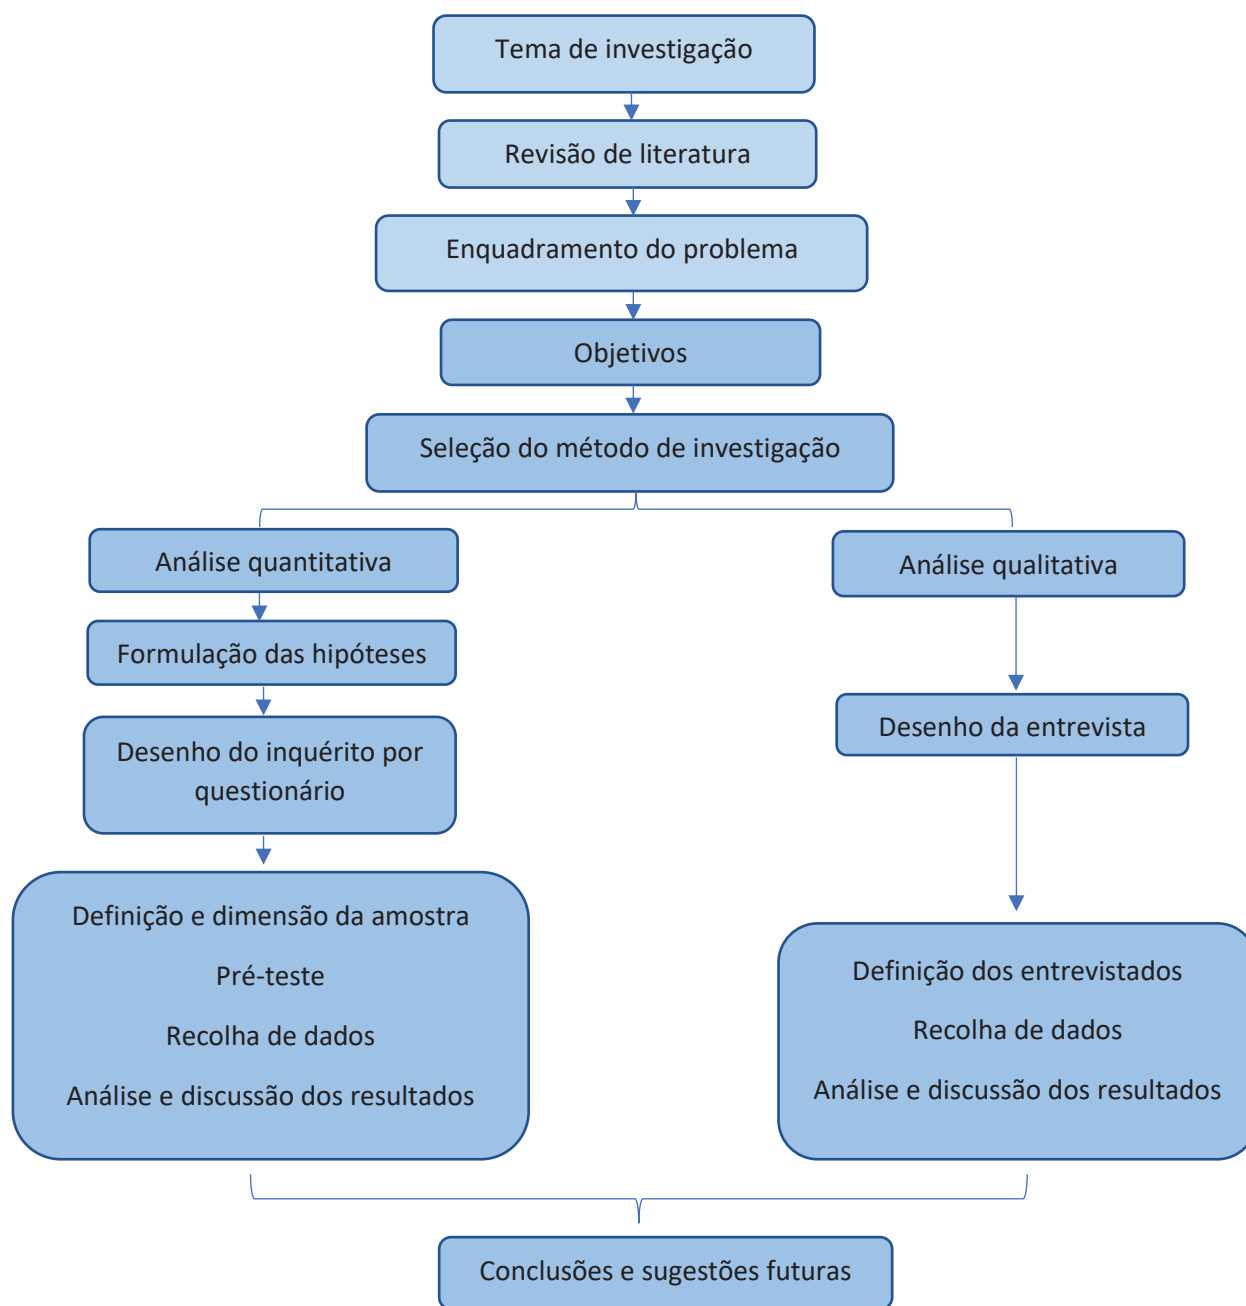 Tema de investigação
Revisão de literatura
Enquadramento do problema
Objetivos
Seleção do método de investigação
Análise quantitativa
Formulação das hipóteses
Desenho do inquérito por
questionário
Definição e dimensão da amostra
Pré-teste
Recolha de dados
Análise e discussão dos resultados
Análise qualitativa
Desenho da entrevista
Definição dos entrevistados
Recolha de dados
Análise e discussão dos resultados
Conclusões e sugestões futuras